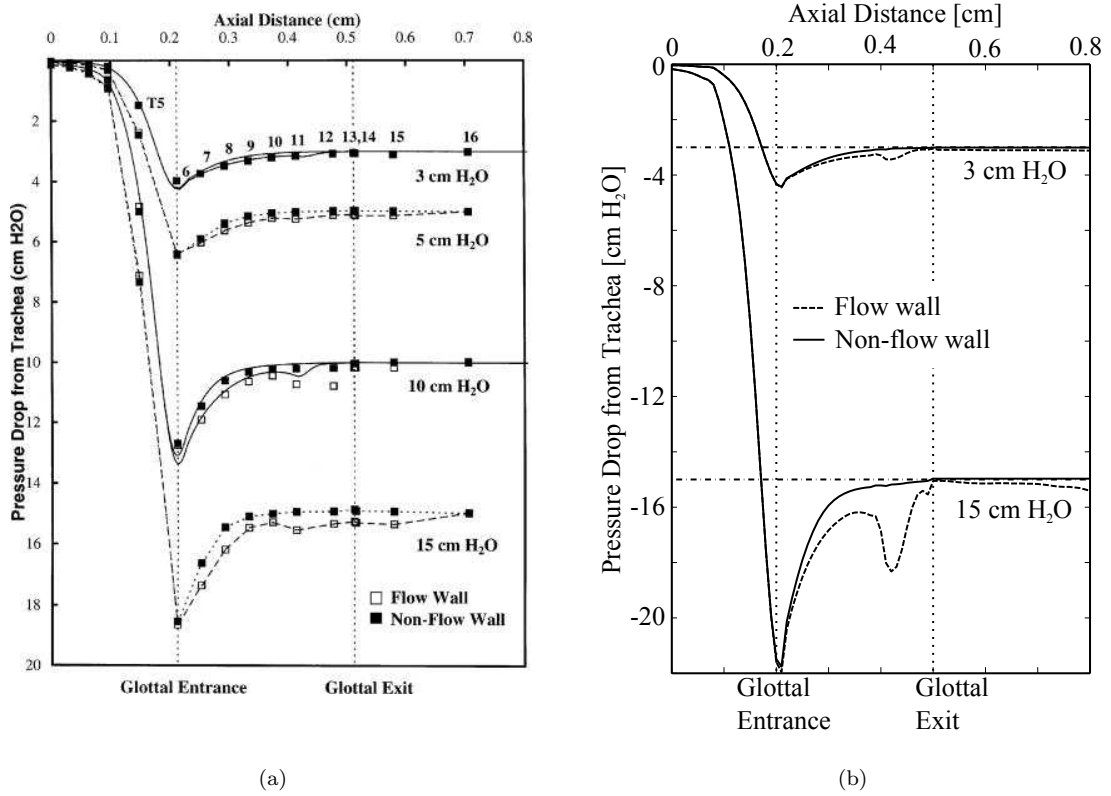 Axial Distance (cm)
0 0.1 0.2 0.3 0.4 0.5 0.6 0.7 0.8
Pressure Drop from Trachea (cm H2O)
2
4
6
8
10
12
14
16
18
20
T5
6 7 8 9 10 11 12 13,14 15 16
3 cm H₂O
5 cm H₂O
10 cm H₂O
15 cm H₂O
Flow Wall
Non-Flow Wall
Glottal Entrance
Glottal Exit
(a)
Axial Distance [cm]
0 0.2 0.4 0.6 0.8
Pressure Drop from Trachea [cm H₂O]
0
-4
-8
-12
-16
-20
3 cm H₂O
Flow wall
Non-flow wall
15 cm H₂O
Glottal
Entrance
Glottal
Exit
(b)